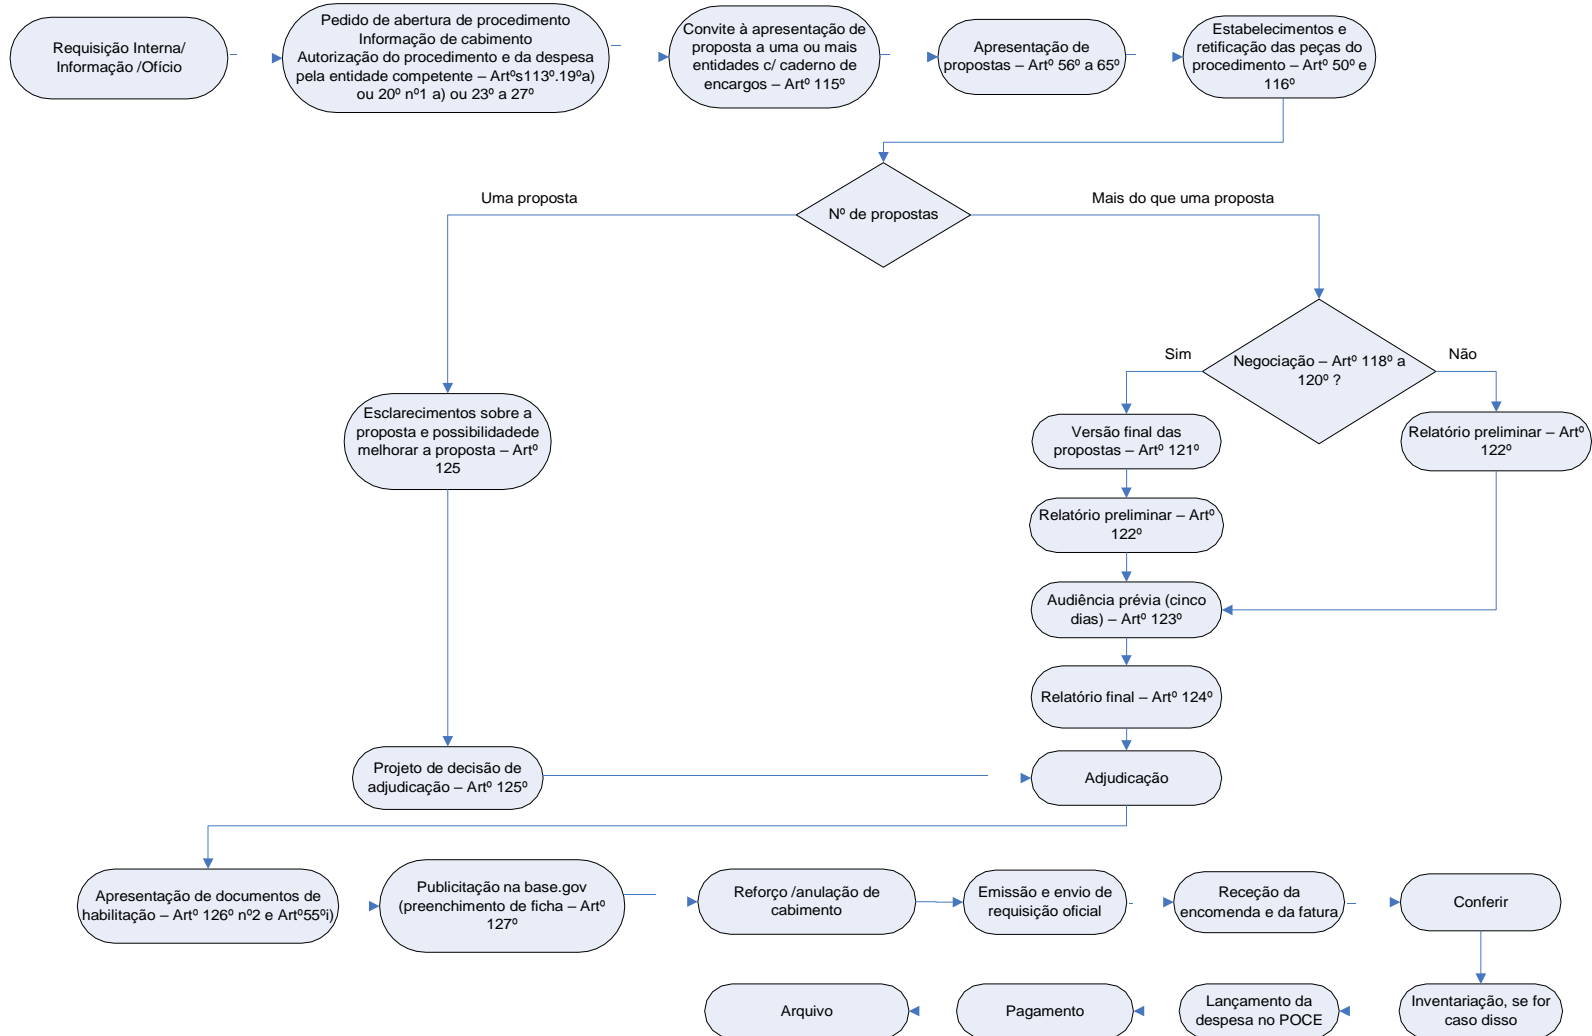 Requisição Interna/
Informação /Ofício
Pedido de abertura de procedimento
Informação de cabimento
Autorização do procedimento e da despesa
pela entidade competente – Artºs113º.19ºa)
ou 20º nº1 a) ou 23º a 27º
Convite à apresentação de
proposta a uma ou mais
entidades c/ caderno de
encargos – Artº 115º
Apresentação de
propostas – Artº 56º a 65º
Estabelecimentos e
retificação das peças do
procedimento – Artº 50º e
116º
Nº de propostas
Uma proposta
Mais do que uma proposta
Negociação – Artº 118º a
120º ?
Sim
Não
Esclarecimentos sobre a
proposta e possibilidadede
melhorar a proposta – Artº
125
Versão final das
propostas – Artº 121º
Relatório preliminar – Artº
122º
Relatório preliminar – Artº
122º
Audiência prévia (cinco
dias) – Artº 123º
Relatório final – Artº 124º
Projeto de decisão de
adjudicação – Artº 125º
Adjudicação
Apresentação de documentos de
habilitação – Artº 126º nº2 e Artº55ºi)
Publicitação na base.gov
(preenchimento de ficha – Artº
127º
Reforço /anulação de
cabimento
Emissão e envio de
requisição oficial
Receção da
encomenda e da fatura
Conferir
Inventariação, se for
caso disso
Lançamento da
despesa no POCE
Pagamento
Arquivo